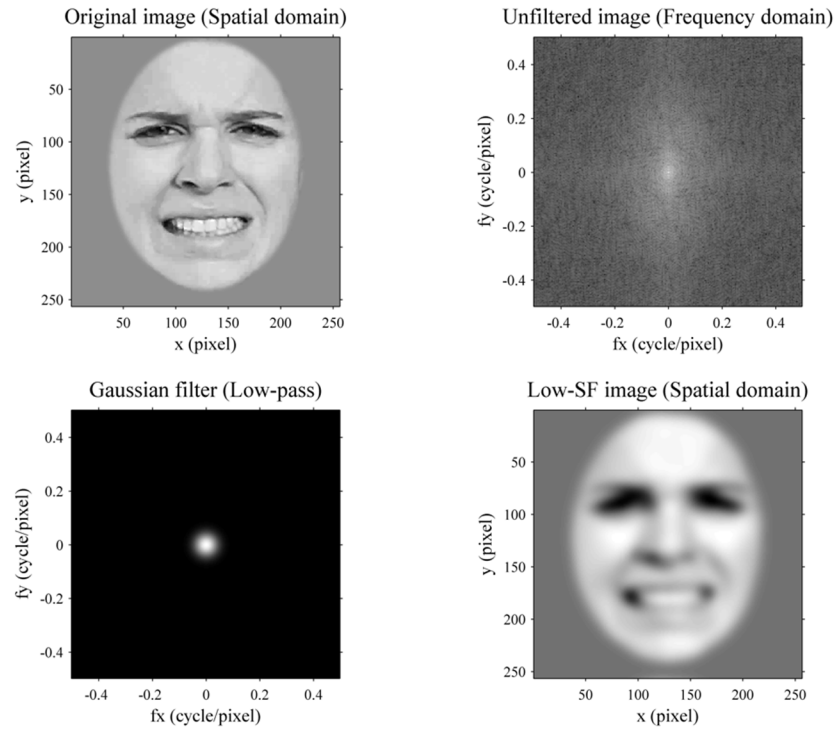 Original image (Spatial domain)
50
100
150
200
250
y (pixel)
50 100 150 200 250
x (pixel)
Unfiltered image (Frequency domain)
0.4
0.2
0
-0.2
-0.4
fy (cycle/pixel)
-0.4 -0.2 0 0.2 0.4
fx (cycle/pixel)
Gaussian filter (Low-pass)
0.4
0.2
0
-0.2
-0.4
fy (cycle/pixel)
-0.4 -0.2 0 0.2 0.4
fx (cycle/pixel)
Low-SF image (Spatial domain)
50
100
150
200
250
y (pixel)
50 100 150 200 250
x (pixel)